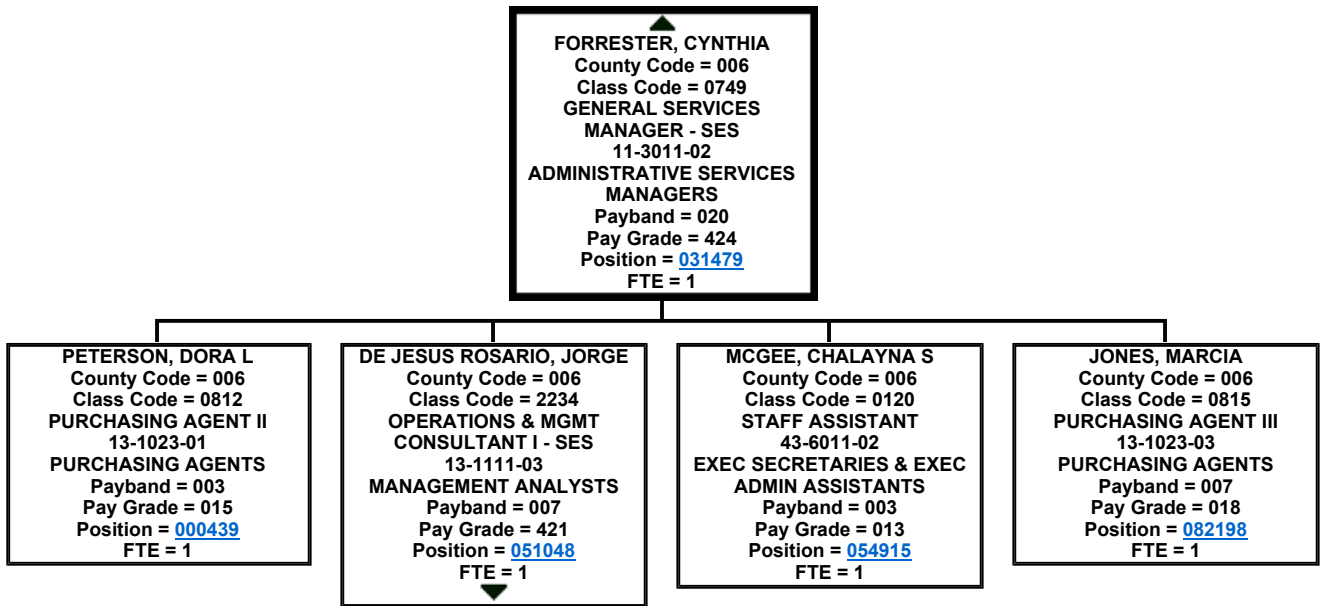 FORRESTER, CYNTHIA
County Code = 006
Class Code = 0749
GENERAL SERVICES
MANAGER - SES
11-3011-02
ADMINISTRATIVE SERVICES
MANAGERS
Payband = 020
Pay Grade = 424
Position = 031479
FTE = 1
PETERSON, DORA L
County Code = 006
Class Code = 0812
PURCHASING AGENT II
13-1023-01
PURCHASING AGENTS
Payband = 003
Pay Grade = 015
Position = 000439
FTE = 1
DE JESUS ROSARIO, JORGE
County Code = 006
Class Code = 2234
OPERATIONS & MGMT
CONSULTANT I - SES
13-1111-03
MANAGEMENT ANALYSTS
Payband = 007
Pay Grade = 421
Position = 051048
FTE = 1
MCGEE, CHALAYNA S
County Code = 006
Class Code = 0120
STAFF ASSISTANT
43-6011-02
EXEC SECRETARIES & EXEC
ADMIN ASSISTANTS
Payband = 003
Pay Grade = 013
Position = 054915
FTE = 1
JONES, MARCIA
County Code = 006
Class Code = 0815
PURCHASING AGENT III
13-1023-03
PURCHASING AGENTS
Payband = 007
Pay Grade = 018
Position = 082198
FTE = 1